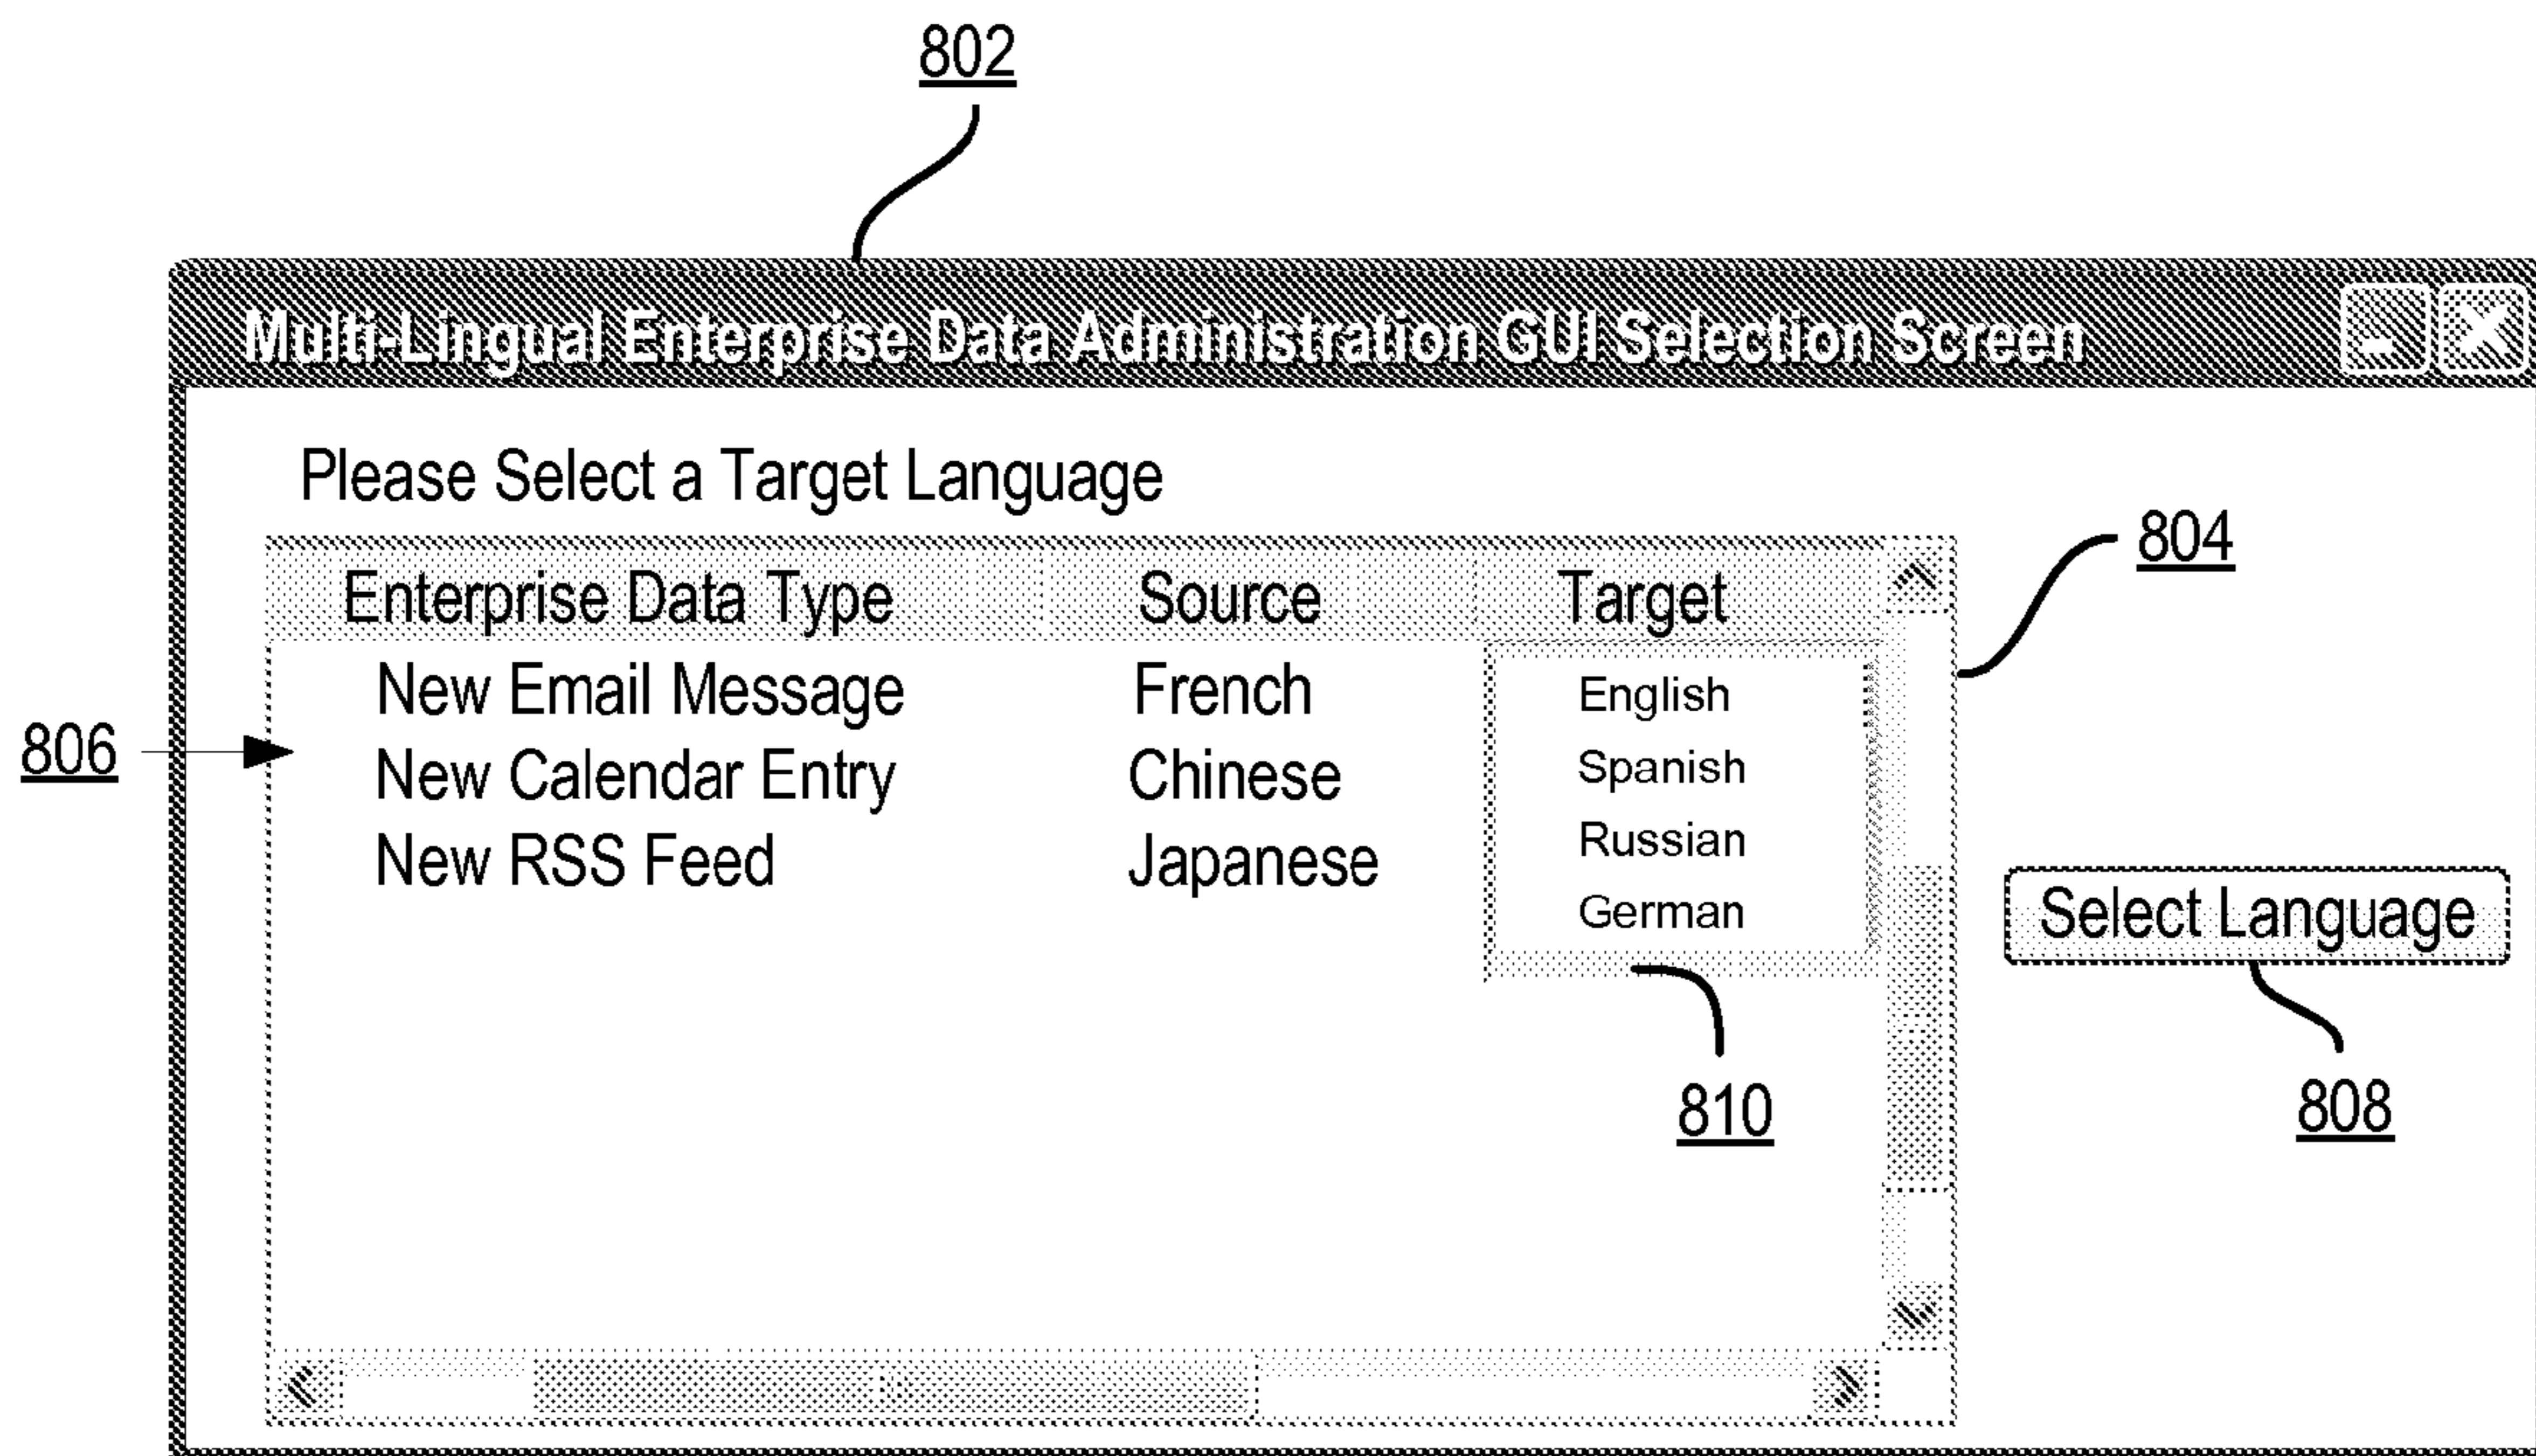 802
Multi-Lingual Enterprise Data Administration GUI Selection Screen
Please Select a Target Language
804
Enterprise Data Type Source Target
New Email Message French English
806
New Calendar Entry Chinese Spanish
New RSS Feed Japanese Russian
German
Select Language
810
808